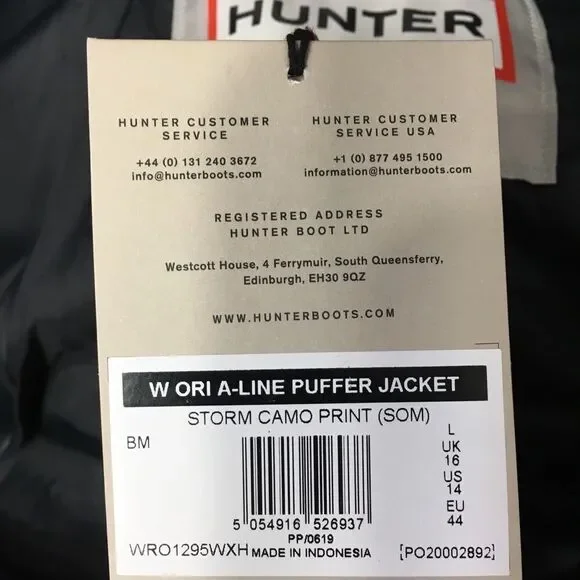 HUNTER
HUNTER CUSTOMER
SERVICE
+44 (0) 131 240 3672
info@hunterboots.com
HUNTER CUSTOMER
SERVICE USA
+1 (0) 877 495 1500
information@hunterboots.com
REGISTERED ADDRESS
HUNTER BOOT LTD
Westcott House, 4 Ferrymuir, South Queensferry,
Edinburgh, EH30 9QZ
WWW.HUNTERBOOTS.COM
W ORI A-LINE PUFFER JACKET
STORM CAMO PRINT (SOM)
BM
L
UK
16
US
14
EU
44
5 054916 526937
PP/0619
WRO1295WXH MADE IN INDONESIA [PO20002892]